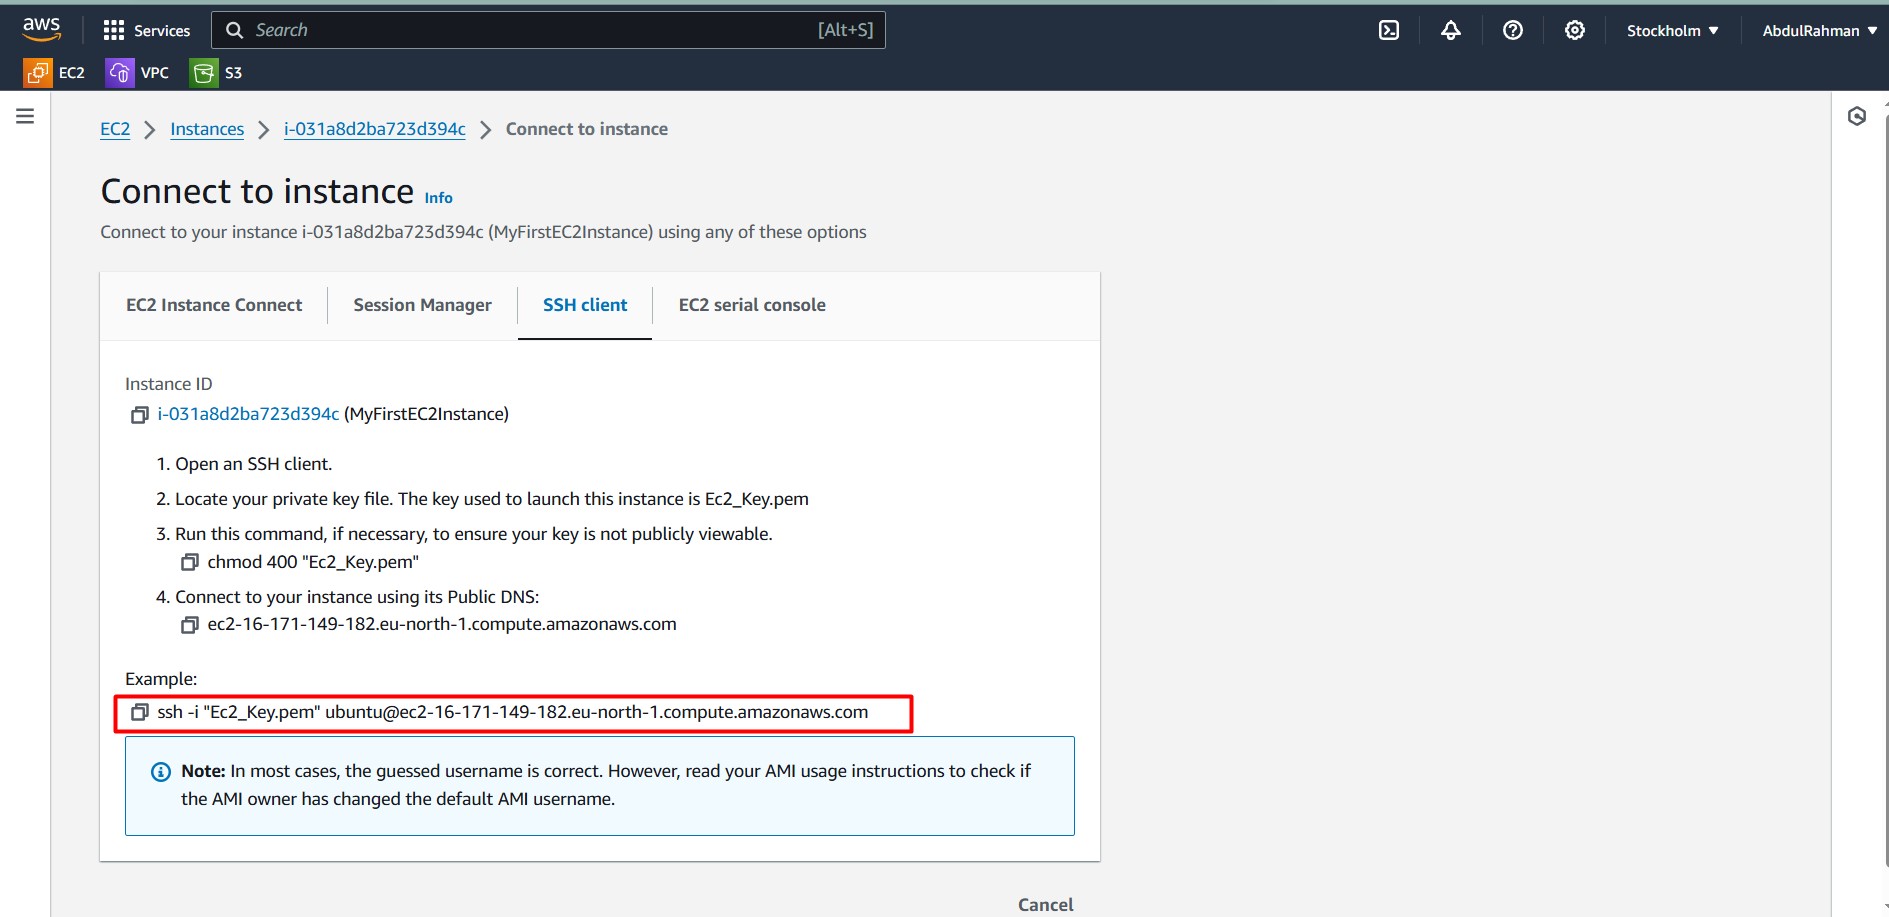 aws
Services
Search
[Alt+S]
Stockholm
AbdulRahman
EC2
VPC
S3
EC2 > Instances > i-031a8d2ba723d394c > Connect to instance
Connect to instance Info
Connect to your instance i-031a8d2ba723d394c (MyFirstEC2Instance) using any of these options
EC2 Instance Connect
Session Manager
SSH client
EC2 serial console
Instance ID
i-031a8d2ba723d394c (MyFirstEC2Instance)
1. Open an SSH client.
2. Locate your private key file. The key used to launch this instance is Ec2_Key.pem
3. Run this command, if necessary, to ensure your key is not publicly viewable.
chmod 400 "Ec2_Key.pem"
4. Connect to your instance using its Public DNS:
ec2-16-171-149-182.eu-north-1.compute.amazonaws.com
Example:
ssh -i "Ec2_Key.pem" ubuntu@ec2-16-171-149-182.eu-north-1.compute.amazonaws.com
Note: In most cases, the guessed username is correct. However, read your AMI usage instructions to check if
the AMI owner has changed the default AMI username.
Cancel